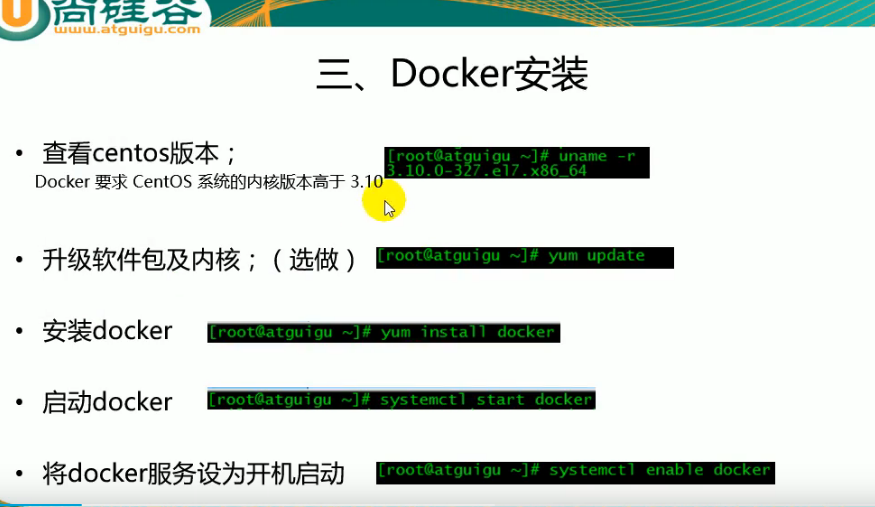 尚硅谷
www.atguigu.com
三、Docker安装
• 查看centos版本；
[root@atguigu ~]# uname -r
3.10.0-327.el7.x86_64
Docker 要求 CentOS 系统的内核版本高于 3.10
• 升级软件包及内核；（选做）
[root@atguigu ~]# yum update
• 安装docker
[root@atguigu ~]# yum install docker
• 启动docker
[root@atguigu ~]# systemctl start docker
• 将docker服务设为开机启动
[root@atguigu ~]# systemctl enable docker